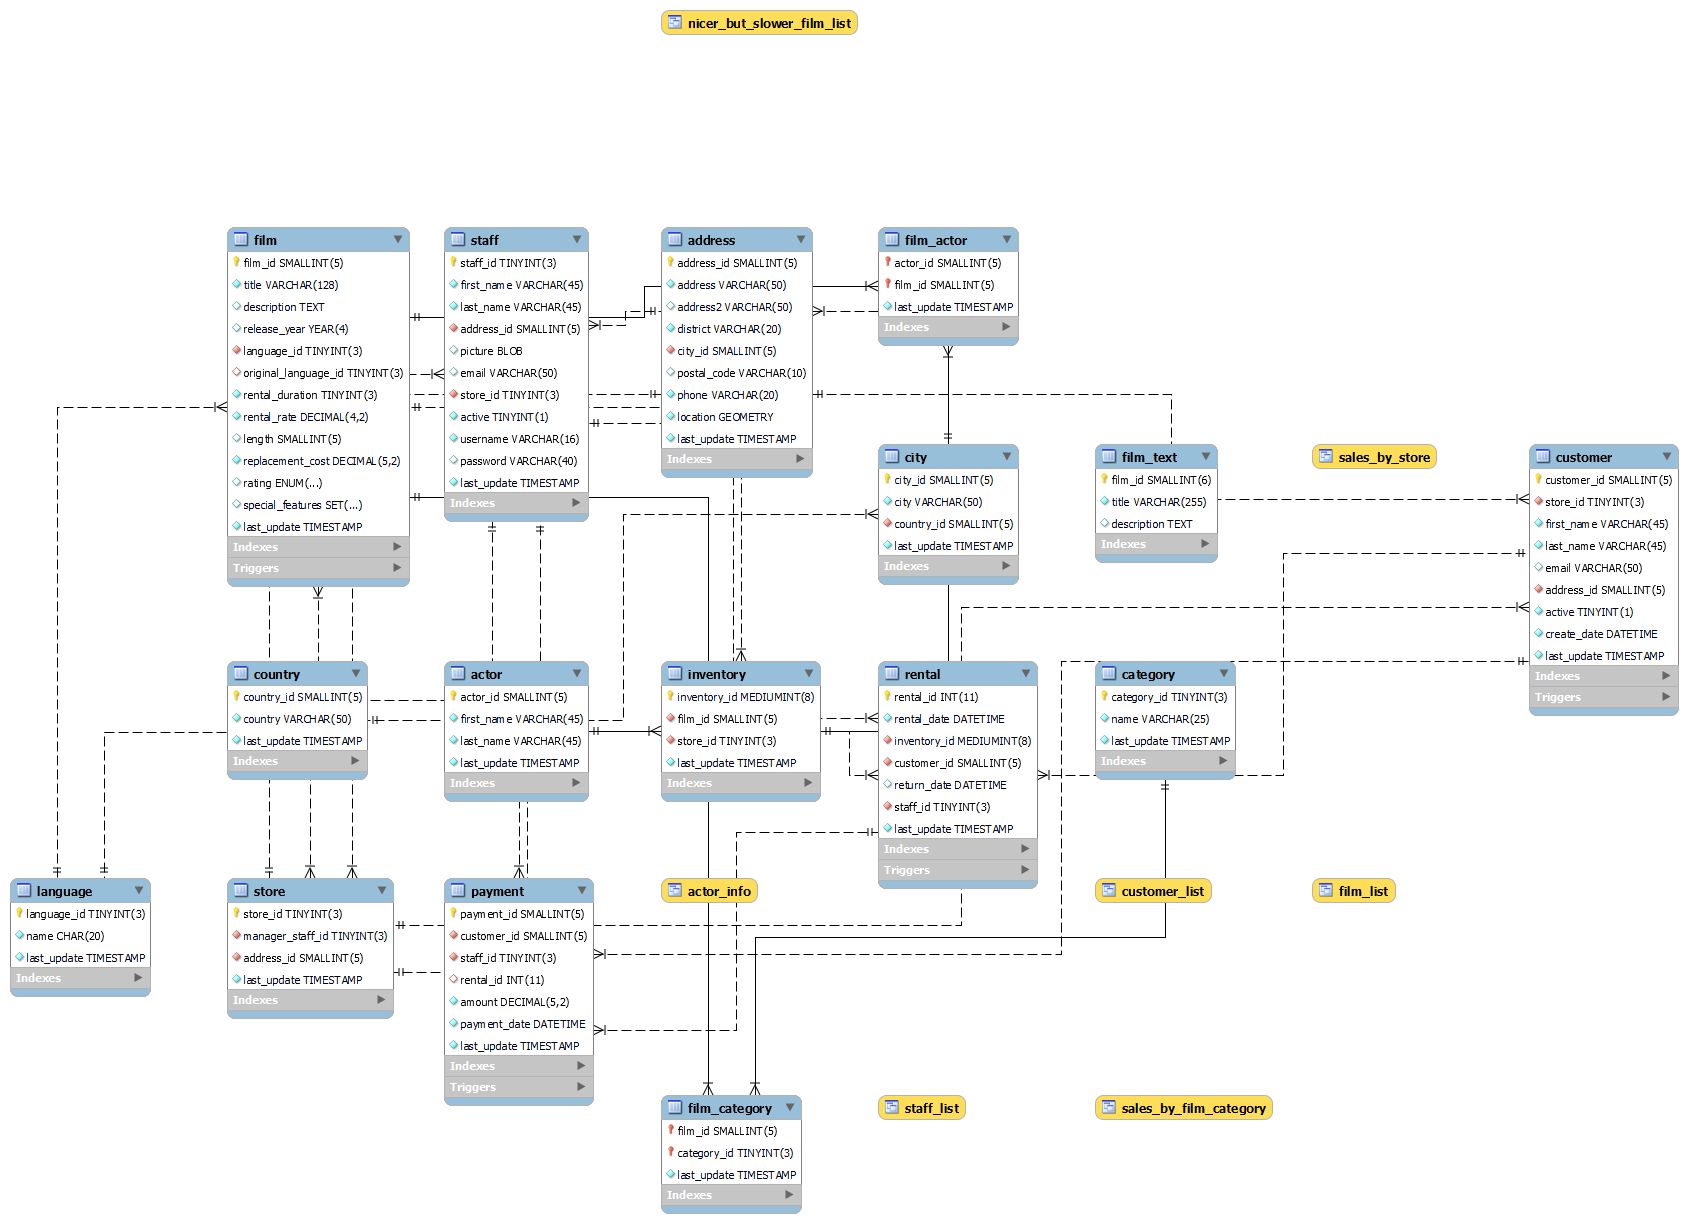 nicer_but_slower_film_list
film
film_id SMALLINT(5)
title VARCHAR(128)
description TEXT
release_year YEAR(4)
language_id TINYINT(3)
original_language_id TINYINT(3)
rental_duration TINYINT(3)
rental_rate DECIMAL(4,2)
length SMALLINT(5)
replacement_cost DECIMAL(5,2)
rating ENUM(...)
special_features SET(...)
last_update TIMESTAMP
Indexes
Triggers
staff
staff_id TINYINT(3)
first_name VARCHAR(45)
last_name VARCHAR(45)
address_id SMALLINT(5)
picture BLOB
email VARCHAR(50)
store_id TINYINT(3)
active TINYINT(1)
username VARCHAR(16)
password VARCHAR(40)
last_update TIMESTAMP
Indexes
address
address_id SMALLINT(5)
address VARCHAR(50)
address2 VARCHAR(50)
district VARCHAR(20)
city_id SMALLINT(5)
postal_code VARCHAR(10)
phone VARCHAR(20)
location GEOMETRY
last_update TIMESTAMP
Indexes
film_actor
actor_id SMALLINT(5)
film_id SMALLINT(5)
last_update TIMESTAMP
Indexes
city
city_id SMALLINT(5)
city VARCHAR(50)
country_id SMALLINT(5)
last_update TIMESTAMP
Indexes
film_text
film_id SMALLINT(6)
title VARCHAR(255)
description TEXT
Indexes
sales_by_store
customer
customer_id SMALLINT(5)
store_id TINYINT(3)
first_name VARCHAR(45)
last_name VARCHAR(45)
email VARCHAR(50)
address_id SMALLINT(5)
active TINYINT(1)
create_date DATETIME
last_update TIMESTAMP
Indexes
Triggers
country
country_id SMALLINT(5)
country VARCHAR(50)
last_update TIMESTAMP
Indexes
actor
actor_id SMALLINT(5)
first_name VARCHAR(45)
last_name VARCHAR(45)
last_update TIMESTAMP
Indexes
inventory
inventory_id MEDIUMINT(8)
film_id SMALLINT(5)
store_id TINYINT(3)
last_update TIMESTAMP
Indexes
rental
rental_id INT(11)
rental_date DATETIME
inventory_id MEDIUMINT(8)
customer_id SMALLINT(5)
return_date DATETIME
staff_id TINYINT(3)
last_update TIMESTAMP
Indexes
Triggers
category
category_id TINYINT(3)
name VARCHAR(25)
last_update TIMESTAMP
Indexes
language
language_id TINYINT(3)
name CHAR(20)
last_update TIMESTAMP
Indexes
store
store_id TINYINT(3)
manager_staff_id TINYINT(3)
address_id SMALLINT(5)
last_update TIMESTAMP
Indexes
payment
payment_id SMALLINT(5)
customer_id SMALLINT(5)
staff_id TINYINT(3)
rental_id INT(11)
amount DECIMAL(5,2)
payment_date DATETIME
last_update TIMESTAMP
Indexes
Triggers
actor_info
customer_list
film_list
film_category
film_id SMALLINT(5)
category_id TINYINT(3)
last_update TIMESTAMP
Indexes
staff_list
sales_by_film_category